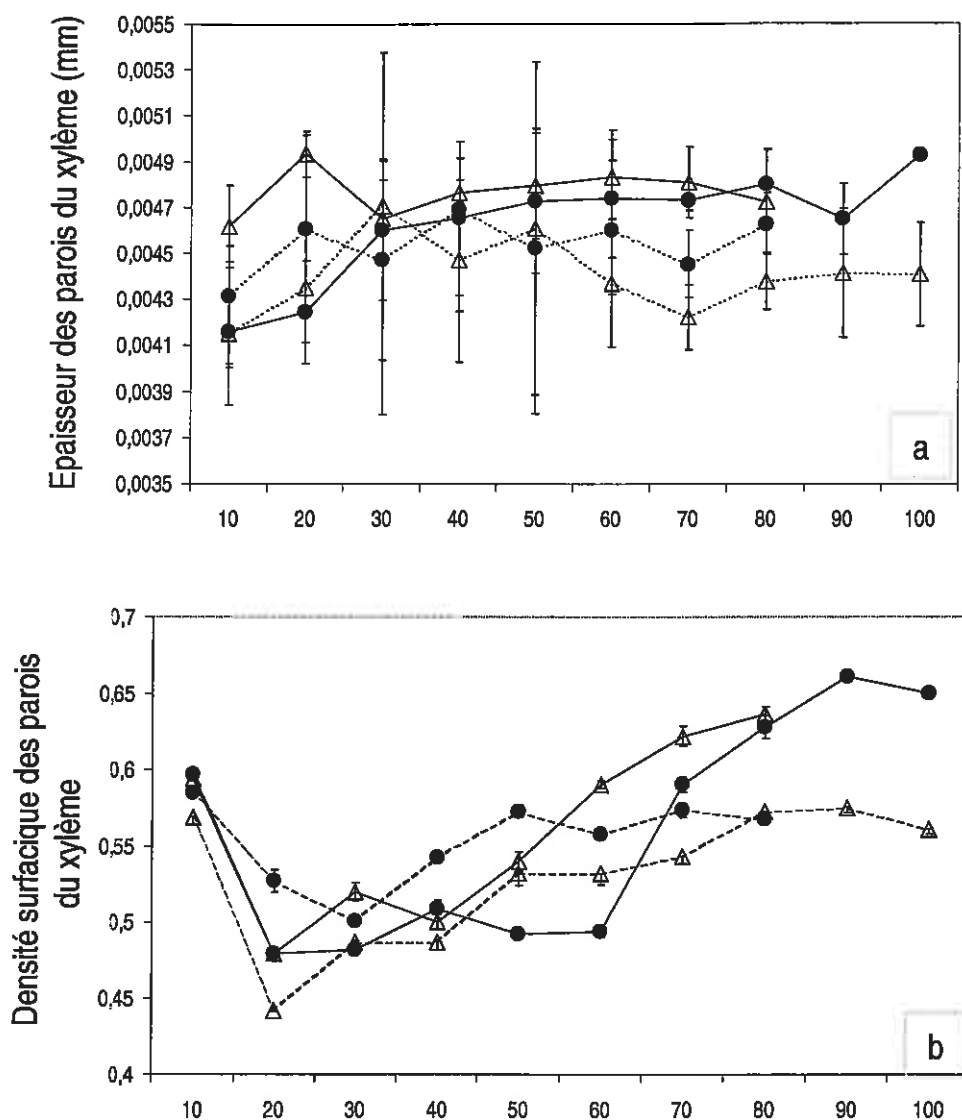 a
Epaisseur des parois du xylème (mm)
0,0055
0,0053
0,0051
0,0049
0,0047
0,0045
0,0043
0,0041
0,0039
0,0037
0,0035
10 20 30 40 50 60 70 80 90 100
Densité surfacique des parois
du xylème
0,7
0,65
0,6
0,55
0,5
0,45
0,4
b
10 20 30 40 50 60 70 80 90 100